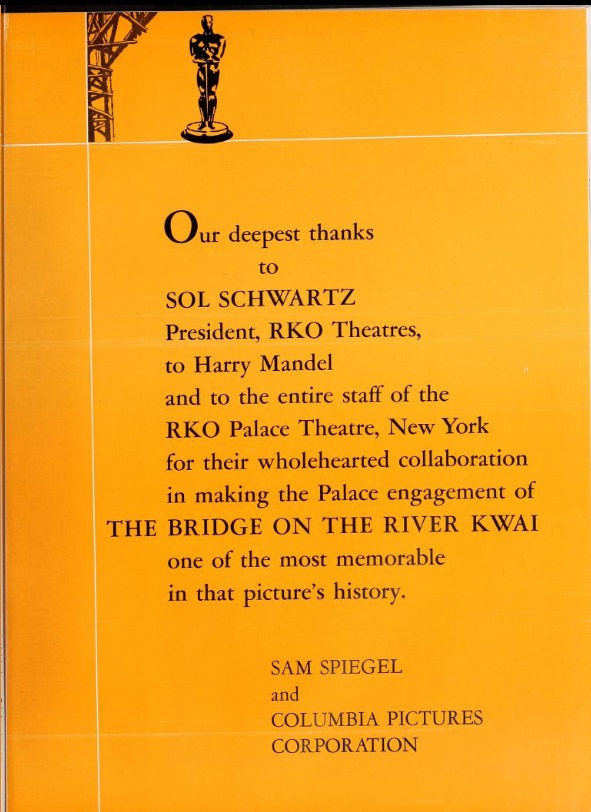 Our deepest thanks
to
SOL SCHWARTZ
President, RKO Theatres,
to Harry Mandel
and to the entire staff of the
RKO Palace Theatre, New York
for their wholehearted collaboration
in making the Palace engagement of
THE BRIDGE ON THE RIVER KWAI
one of the most memorable
in that picture's history.
SAM SPIEGEL
and
COLUMBIA PICTURES
CORPORATION